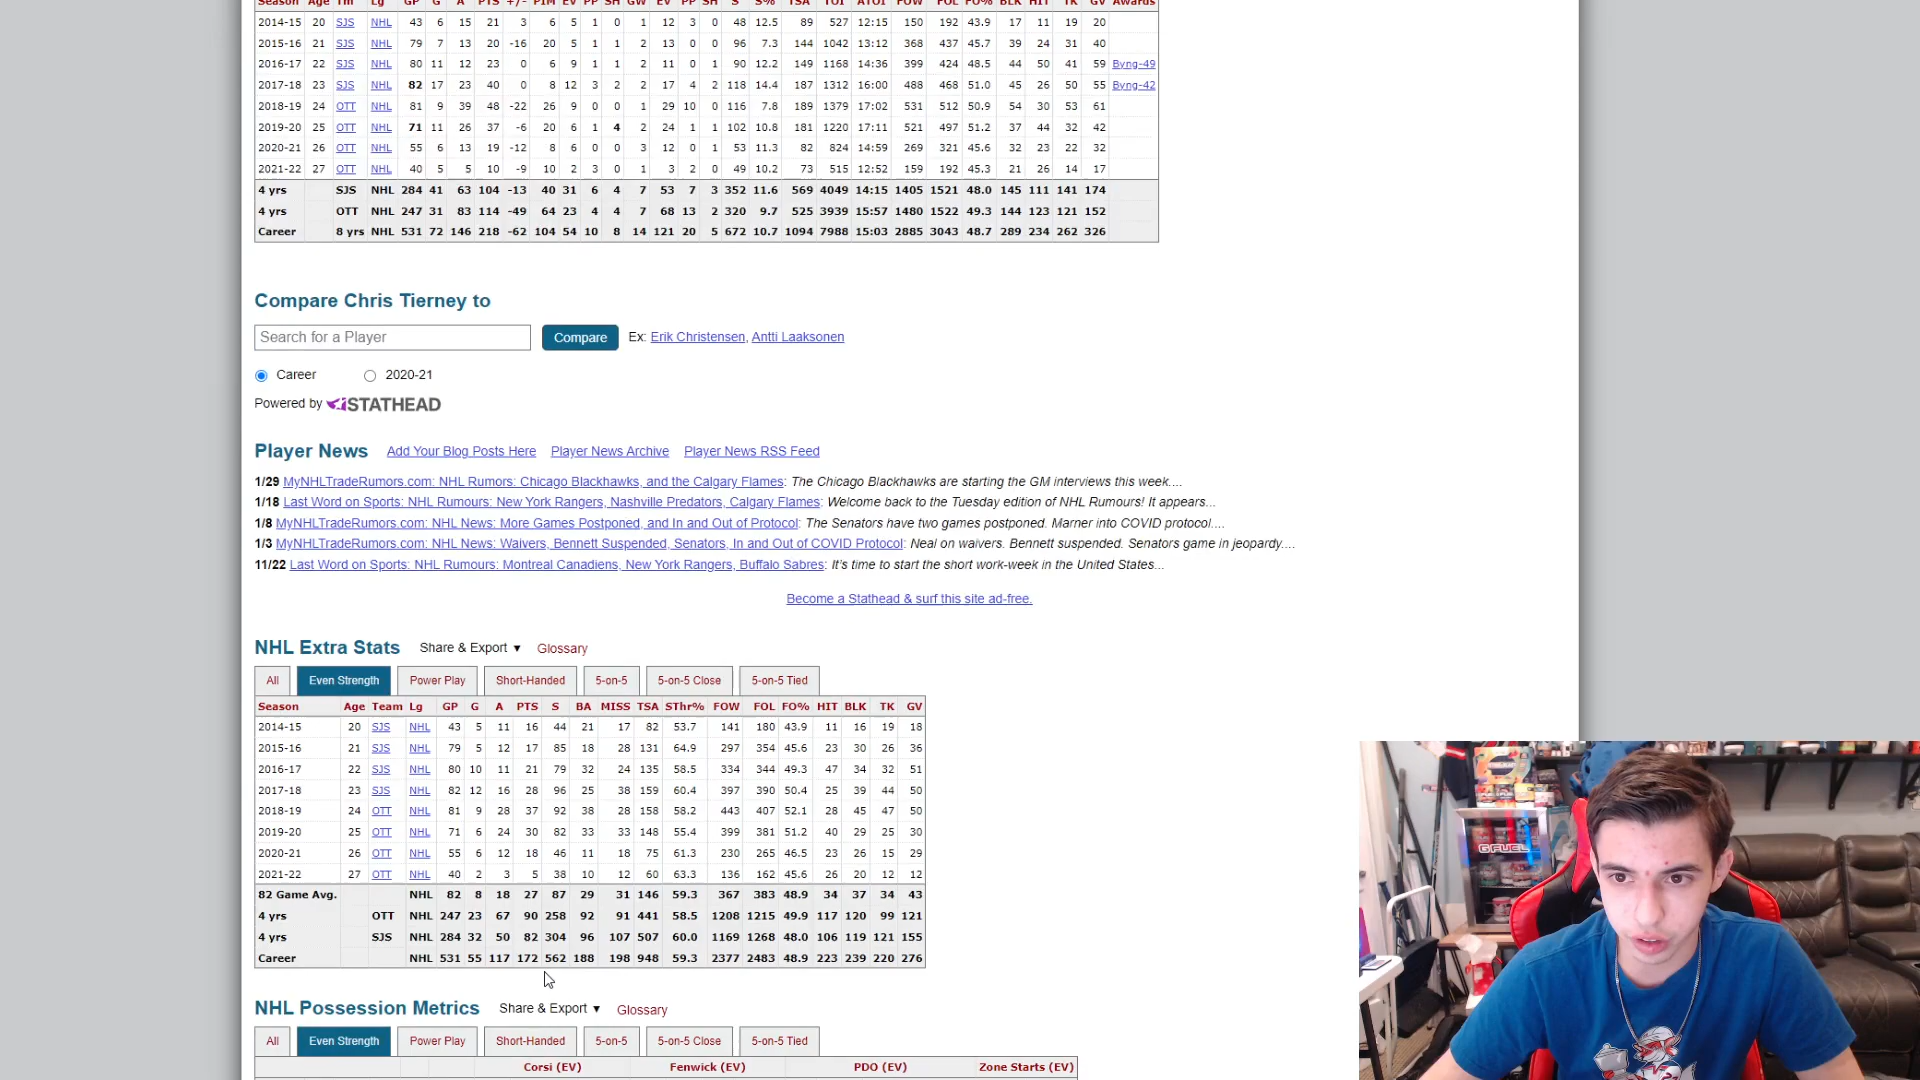 Season Age Tm Lg GP G A PTS +/- PIM EV PP SH GW EV PP SH S S% TSA TOI ATOI FOW FOL FO% BLK HIT TK GV Awards
2014-15 20 SJS NHL 43 6 15 21 3 6 5 1 0 1 12 3 0 48 12.5 89 527 12:15 150 192 43.9 17 11 19 20
2015-16 21 SJS NHL 79 7 13 20 -16 20 5 1 1 2 13 0 0 96 7.3 144 1042 13:12 368 437 45.7 39 24 31 40
2016-17 22 SJS NHL 80 11 12 23 0 6 9 1 1 2 11 0 1 90 12.2 149 1168 14:36 399 424 48.5 44 50 41 59 Byng-49
2017-18 23 SJS NHL 82 17 23 40 0 8 12 3 2 2 17 4 2 118 14.4 187 1312 16:00 488 468 51.0 45 26 50 55 Byng-42
2018-19 24 OTT NHL 81 9 39 48 -22 26 9 0 0 1 29 10 0 116 7.8 189 1379 17:02 531 512 50.9 54 30 53 61
2019-20 25 OTT NHL 71 11 26 37 -6 20 6 1 4 2 24 1 1 102 10.8 181 1220 17:11 521 497 51.2 37 44 32 42
2020-21 26 OTT NHL 55 6 13 19 -12 8 6 0 0 3 12 0 1 53 11.3 82 824 14:59 269 321 45.6 32 23 22 32
2021-22 27 OTT NHL 40 5 5 10 -9 10 2 3 0 1 3 2 0 49 10.2 73 515 12:52 159 192 45.3 21 26 14 17
4 yrs SJS NHL 284 41 63 104 -13 40 31 6 4 7 53 7 3 352 11.6 569 4049 14:15 1405 1521 48.0 145 111 141 174
4 yrs OTT NHL 247 31 83 114 -49 64 23 4 4 7 68 13 2 320 9.7 525 3939 15:57 1480 1522 49.3 144 123 121 152
Career 8 yrs NHL 531 72 146 218 -62 104 54 10 8 14 121 20 5 672 10.7 1094 7988 15:03 2885 3043 48.7 289 234 262 326
Compare Chris Tierney to
Search for a Player Compare Ex: Erik Christensen, Antti Laaksonen
Career 2020-21
Powered by STATHEAD
Player News Add Your Blog Posts Here Player News Archive Player News RSS Feed
1/29 MyNHLTradeRumors.com: NHL Rumors: Chicago Blackhawks, and the Calgary Flames: The Chicago Blackhawks are starting the GM interviews this week....
1/18 Last Word on Sports: NHL Rumours: New York Rangers, Nashville Predators, Calgary Flames: Welcome back to the Tuesday edition of NHL Rumours! It appears...
1/8 MyNHLTradeRumors.com: NHL News: More Games Postponed, and In and Out of Protocol: The Senators have two games postponed. Marner into COVID protocol....
1/3 MyNHLTradeRumors.com: NHL News: Waivers, Bennett Suspended, Senators, In and Out of COVID Protocol: Neal on waivers. Bennett suspended. Senators game in jeopardy....
11/22 Last Word on Sports: NHL Rumours: Montreal Canadiens, New York Rangers, Buffalo Sabres: It's time to start the short work-week in the United States...
Become a Stathead & surf this site ad-free.
NHL Extra Stats Share & Export ▼ Glossary
All Even Strength Power Play Short-Handed 5-on-5 5-on-5 Close 5-on-5 Tied
Season Age Team Lg GP G A PTS S BA MISS TSA SThr% FOW FOL FO% HIT BLK TK GV
2014-15 20 SJS NHL 43 5 11 16 44 21 17 82 53.7 141 180 43.9 11 16 19 18
2015-16 21 SJS NHL 79 5 12 17 85 18 28 131 64.9 297 354 45.6 23 30 26 36
2016-17 22 SJS NHL 80 10 11 21 79 32 24 135 58.5 334 344 49.3 47 34 32 51
2017-18 23 SJS NHL 82 12 16 28 96 25 38 159 60.4 397 390 50.4 25 39 44 50
2018-19 24 OTT NHL 81 9 28 37 92 38 28 158 58.2 443 407 52.1 28 45 47 50
2019-20 25 OTT NHL 71 6 24 30 82 33 33 148 55.4 399 381 51.2 40 29 25 30
2020-21 26 OTT NHL 55 6 12 18 46 11 18 75 61.3 230 265 46.5 23 26 15 29
2021-22 27 OTT NHL 40 2 3 5 38 10 12 60 63.3 136 162 45.6 26 20 12 12
82 Game Avg. NHL 82 8 18 27 87 29 31 146 59.3 367 383 48.9 34 37 34 43
4 yrs OTT NHL 247 23 67 90 258 92 91 441 58.5 1208 1215 49.9 117 120 99 121
4 yrs SJS NHL 284 32 50 82 304 96 107 507 60.0 1169 1268 48.0 106 119 121 155
Career NHL 531 55 117 172 562 188 198 948 59.3 2377 2483 48.9 223 239 220 276
NHL Possession Metrics Share & Export ▼ Glossary
All Even Strength Power Play Short-Handed 5-on-5 5-on-5 Close 5-on-5 Tied
Corsi (EV) Fenwick (EV) PDO (EV) Zone Starts (EV)
GFUEL